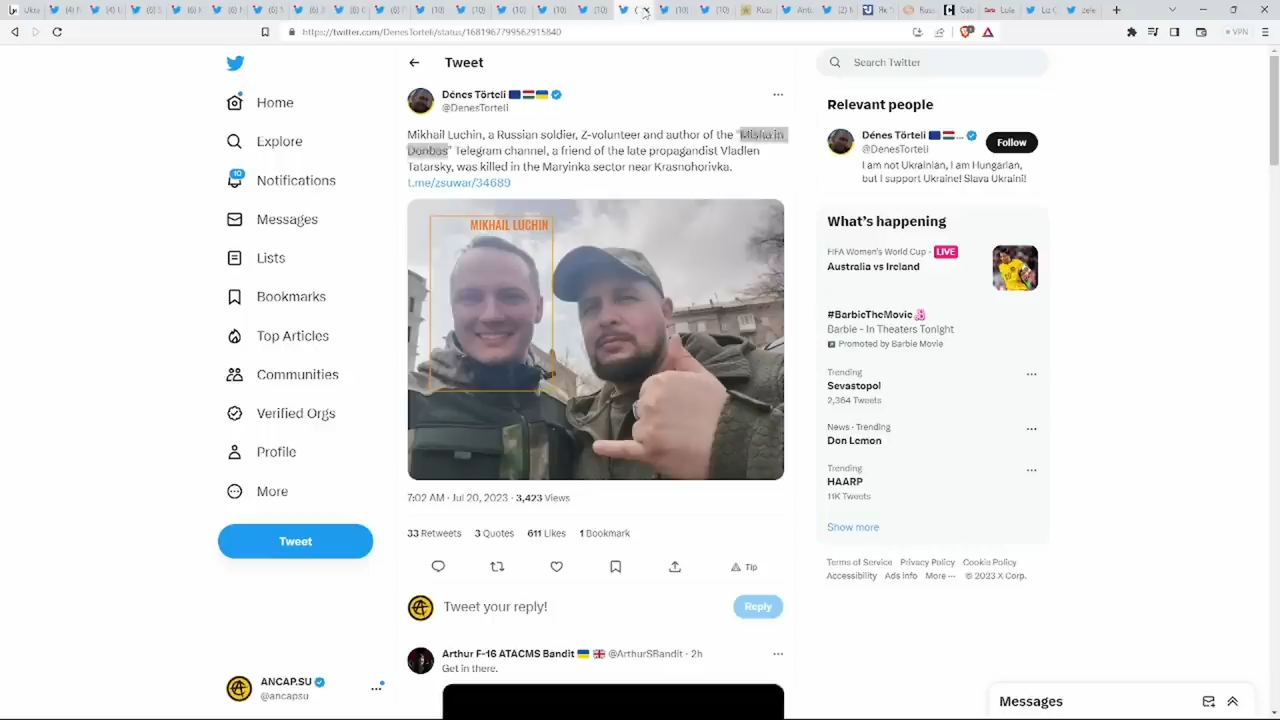 https://twitter.com/DenesTorteli/status/1681967799562915840
VPN
Home
Explore
10
Notifications
Messages
Lists
Bookmarks
Top Articles
Communities
Verified Orgs
Profile
More
Tweet
ANCAP.SU
@ancapsu
Tweet
Dénes Törteli
@DenesTorteli
Mikhail Luchin, a Russian soldier, Z-volunteer and author of the "Misha in
Donbas" Telegram channel, a friend of the late propagandist Vladlen
Tatarsky, was killed in the Maryinka sector near Krasnohorivka.
t.me/zsuwar/34689
MIKHAIL LUCHIN
7:02 AM · Jul 20, 2023 · 3,423 Views
33 Retweets 3 Quotes 611 Likes 1 Bookmark
Tip
Tweet your reply!
Reply
Arthur F-16 ATACMS Bandit @ArthurSBandit · 2h
Get in there.
Search Twitter
Relevant people
Dénes Törteli ...
@DenesTorteli
Follow
I am not Ukrainian, I am Hungarian,
but I support Ukraine! Slava Ukraini!
What's happening
FIFA Women's World Cup · LIVE
Australia vs Ireland
#BarbieTheMovie
Barbie - In Theaters Tonight
Promoted by Barbie Movie
Trending
Sevastopol
2,364 Tweets
News · Trending
Don Lemon
Trending
HAARP
11K Tweets
Show more
Terms of Service Privacy Policy Cookie Policy
Accessibility Ads info More ··· © 2023 X Corp.
Messages